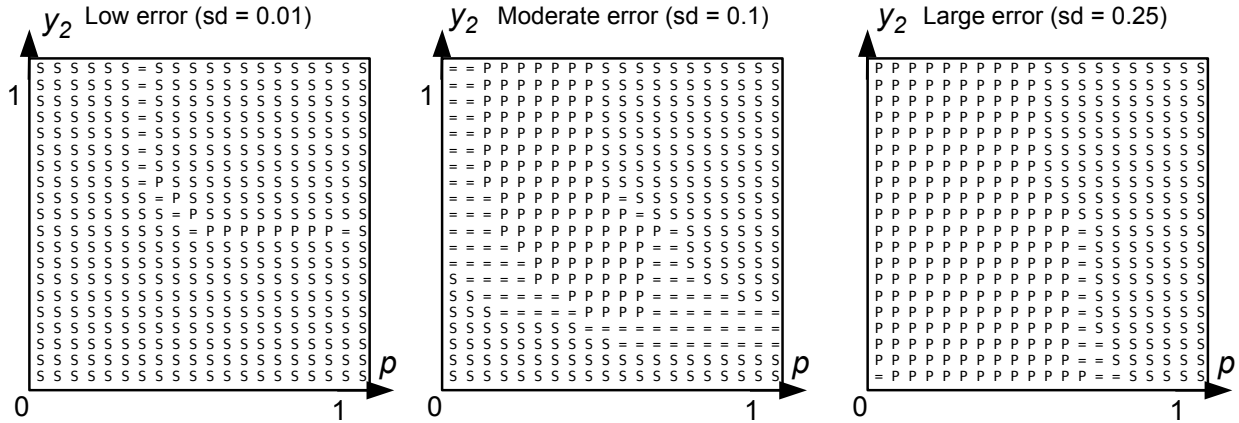 y2 Low error (sd = 0.01)
S S S S S S = S S S S S S S S S S S S S
S S S S S S = S S S S S S S S S S S S S
S S S S S S = S S S S S S S S S S S S S
S S S S S S = S S S S S S S S S S S S S
S S S S S S = S S S S S S S S S S S S S
S S S S S S = S S S S S S S S S S S S S
S S S S S S = S S S S S S S S S S S S S
S S S S S S = P S S S S S S S S S S S S
S S S S S S S = P S S S S S S S S S S S
S S S S S S S S = P S S S S S S S S S S
S S S S S S S S S = P P P P P P P P = S
S S S S S S S S S S S S S S S S S S S S
S S S S S S S S S S S S S S S S S S S S
S S S S S S S S S S S S S S S S S S S S
S S S S S S S S S S S S S S S S S S S S
S S S S S S S S S S S S S S S S S S S S
S S S S S S S S S S S S S S S S S S S S
S S S S S S S S S S S S S S S S S S S S
S S S S S S S S S S S S S S S S S S S S
S S S S S S S S S S S S S S S S S S S S
1
p
0
1
y2 Moderate error (sd = 0.1)
= = P P P P P P P S S S S S S S S S S S
= = P P P P P P P S S S S S S S S S S S
= = P P P P P P P S S S S S S S S S S S
= = P P P P P P P S S S S S S S S S S S
= = P P P P P P P S S S S S S S S S S S
= = P P P P P P P S S S S S S S S S S S
= = P P P P P P P S S S S S S S S S S S
= = P P P P P P P S S S S S S S S S S S
= = = P P P P P P P = S S S S S S S S S
= = = P P P P P P P P = S S S S S S S S
= = = P P P P P P P P P P = S S S S S S
= = = = P P P P P P P P = = S S S S S S
= = = = = P P P P P P P = = S S S S S S
S = = = = P P P P P P P = = = S S S S S
S S = = = = = P P P P P = = = = = S S S
S S S = = = = = P P P P = = = = = = = =
S S S S S S S S = = = = = = = = = = = =
S S S S S S S S S S = = = = = = = = = =
S S S S S S S S S S S S S S S S S S S S
S S S S S S S S S S S S S S S S S S S S
1
p
0
1
y2 Large error (sd = 0.25)
P P P P P P P P P P S S S S S S S S S S
P P P P P P P P P P S S S S S S S S S S
P P P P P P P P P P S S S S S S S S S S
P P P P P P P P P P S S S S S S S S S S
P P P P P P P P P P S S S S S S S S S S
P P P P P P P P P P S S S S S S S S S S
P P P P P P P P P P S S S S S S S S S S
P P P P P P P P P P S S S S S S S S S S
P P P P P P P P P P P S S S S S S S S S
P P P P P P P P P P P P S S S S S S S S
P P P P P P P P P P P P = S S S S S S S
P P P P P P P P P P P P = S S S S S S S
P P P P P P P P P P P P = S S S S S S S
P P P P P P P P P P P P = S S S S S S S
P P P P P P P P P P P P = S S S S S S S
P P P P P P P P P P P P = S S S S S S S
P P P P P P P P P P P P = S S S S S S S
P P P P P P P P P P P P = S S S S S S S
P P P P P P P P P P P P = = S S S S S S
= P P P P P P P P P P P P = = S S S S S
p
0
1